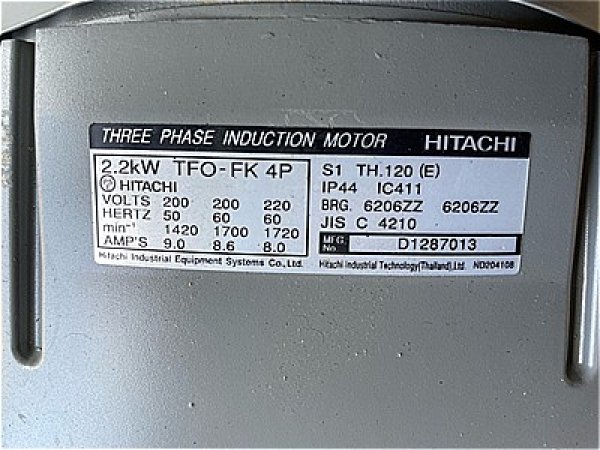 THREE PHASE INDUCTION MOTOR HITACHI
2.2kW TFO-FK 4P
HITACHI
VOLTS 200 200 220
HERTZ 50 60 60
min⁻¹ 1420 1700 1720
AMP'S 9.0 8.6 8.0
Hitachi Industrial Equipment Systems Co., Ltd.
S1 TH.120 (E)
IP44 IC411
BRG. 6206ZZ 6206ZZ
JIS C 4210
MFG. No. D1287013
Hitachi Industrial Technology(Thailand), Ltd. ND204108